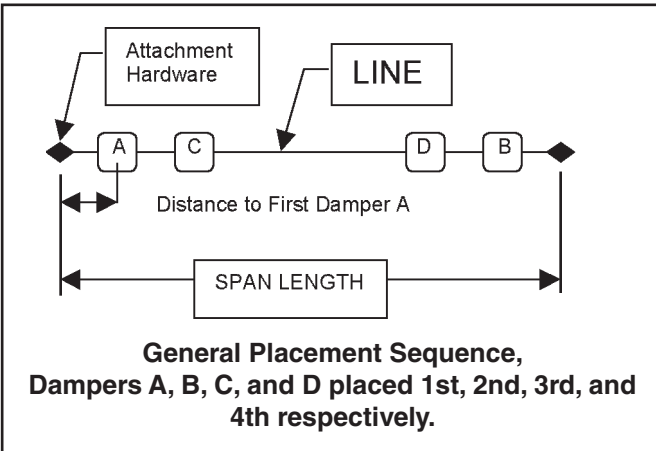 Attachment
Hardware
LINE
A
C
D
B
Distance to First Damper A
SPAN LENGTH
General Placement Sequence,
Dampers A, B, C, and D placed 1st, 2nd, 3rd, and
4th respectively.